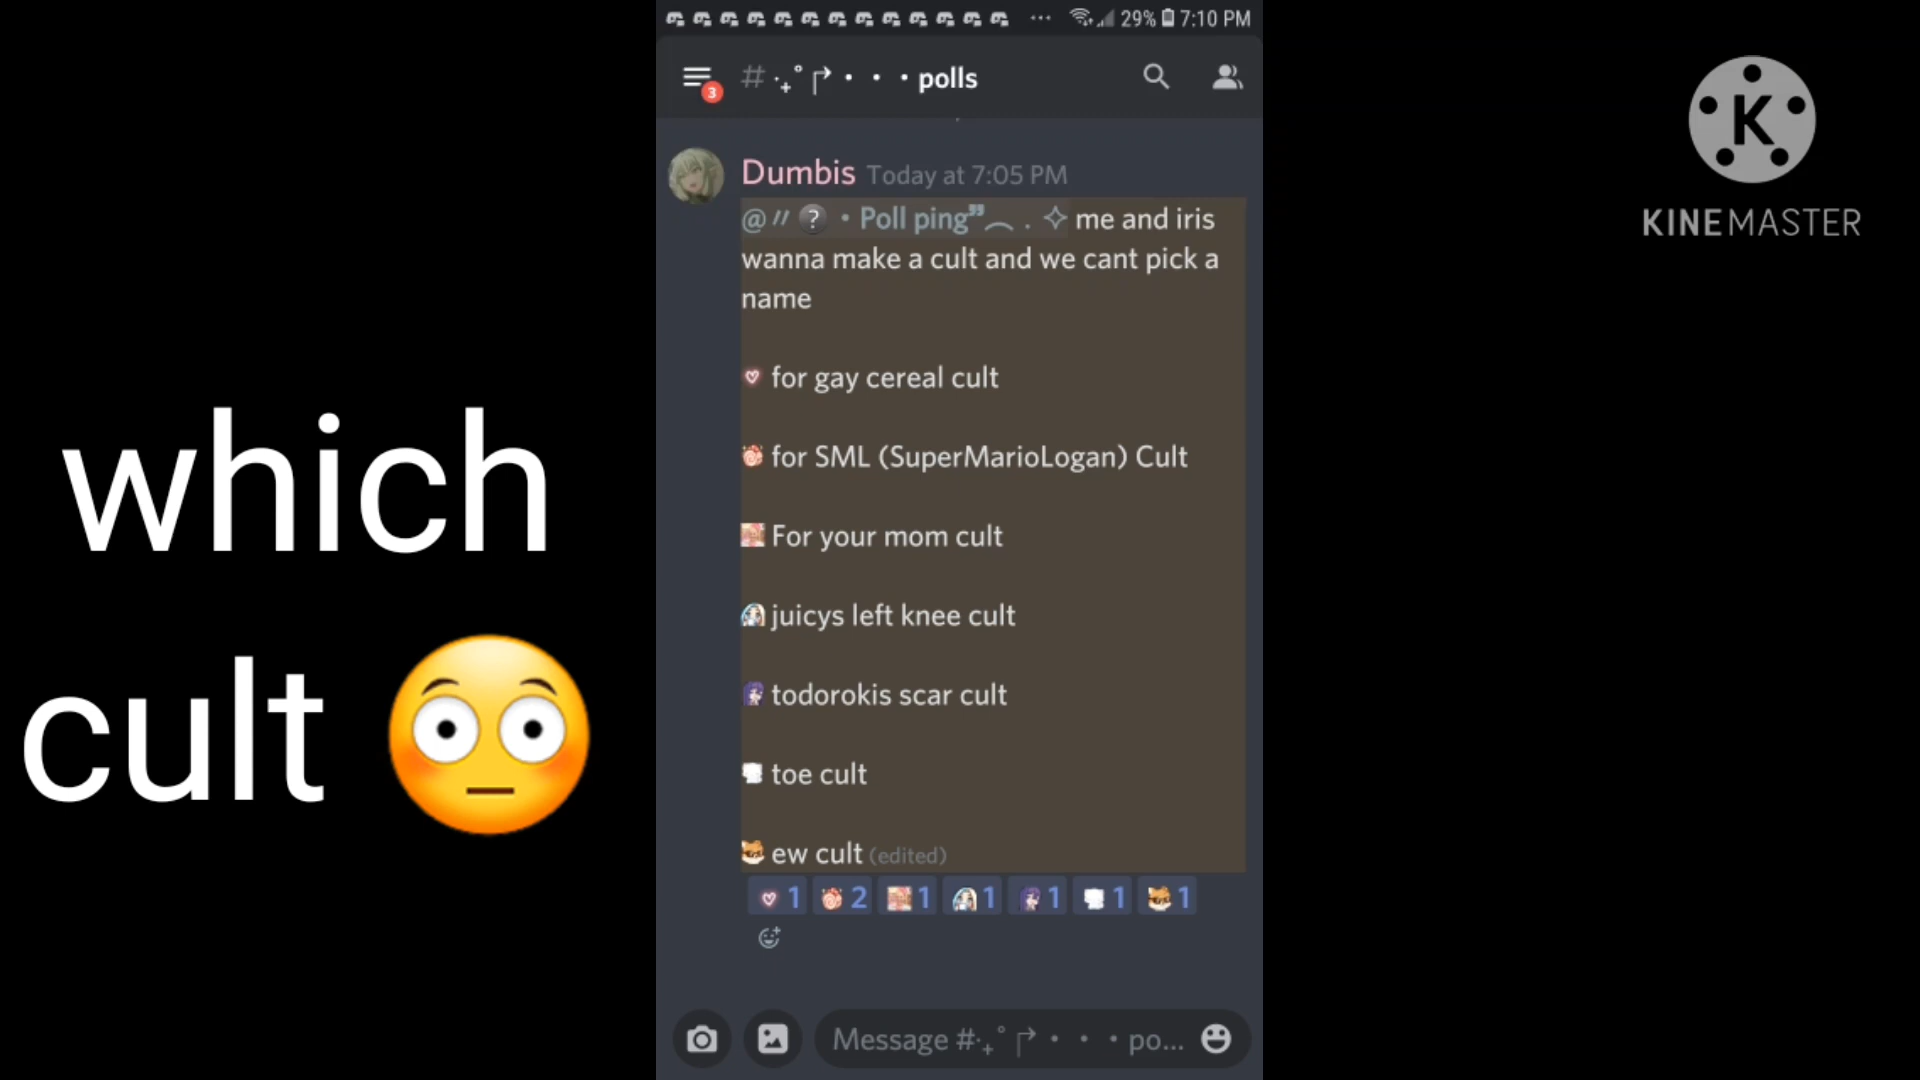 29% 7:10 PM
3
# polls
Dumbis Today at 7:05 PM
@// ? • Poll ping" . ✧ me and iris
wanna make a cult and we cant pick a
name
for gay cereal cult
for SML (SuperMarioLogan) Cult
For your mom cult
juicys left knee cult
todorokis scar cult
toe cult
ew cult (edited)
1 2 1 1 1 1 1
Message # po...
which
cult 😳
K
KINEMASTER